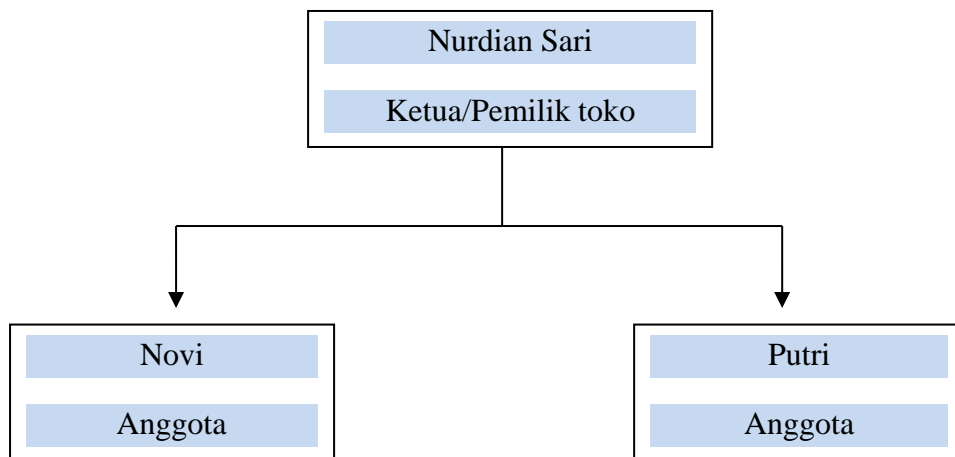 Nurdian Sari
Ketua/Pemilik toko
Novi
Anggota
Putri
Anggota